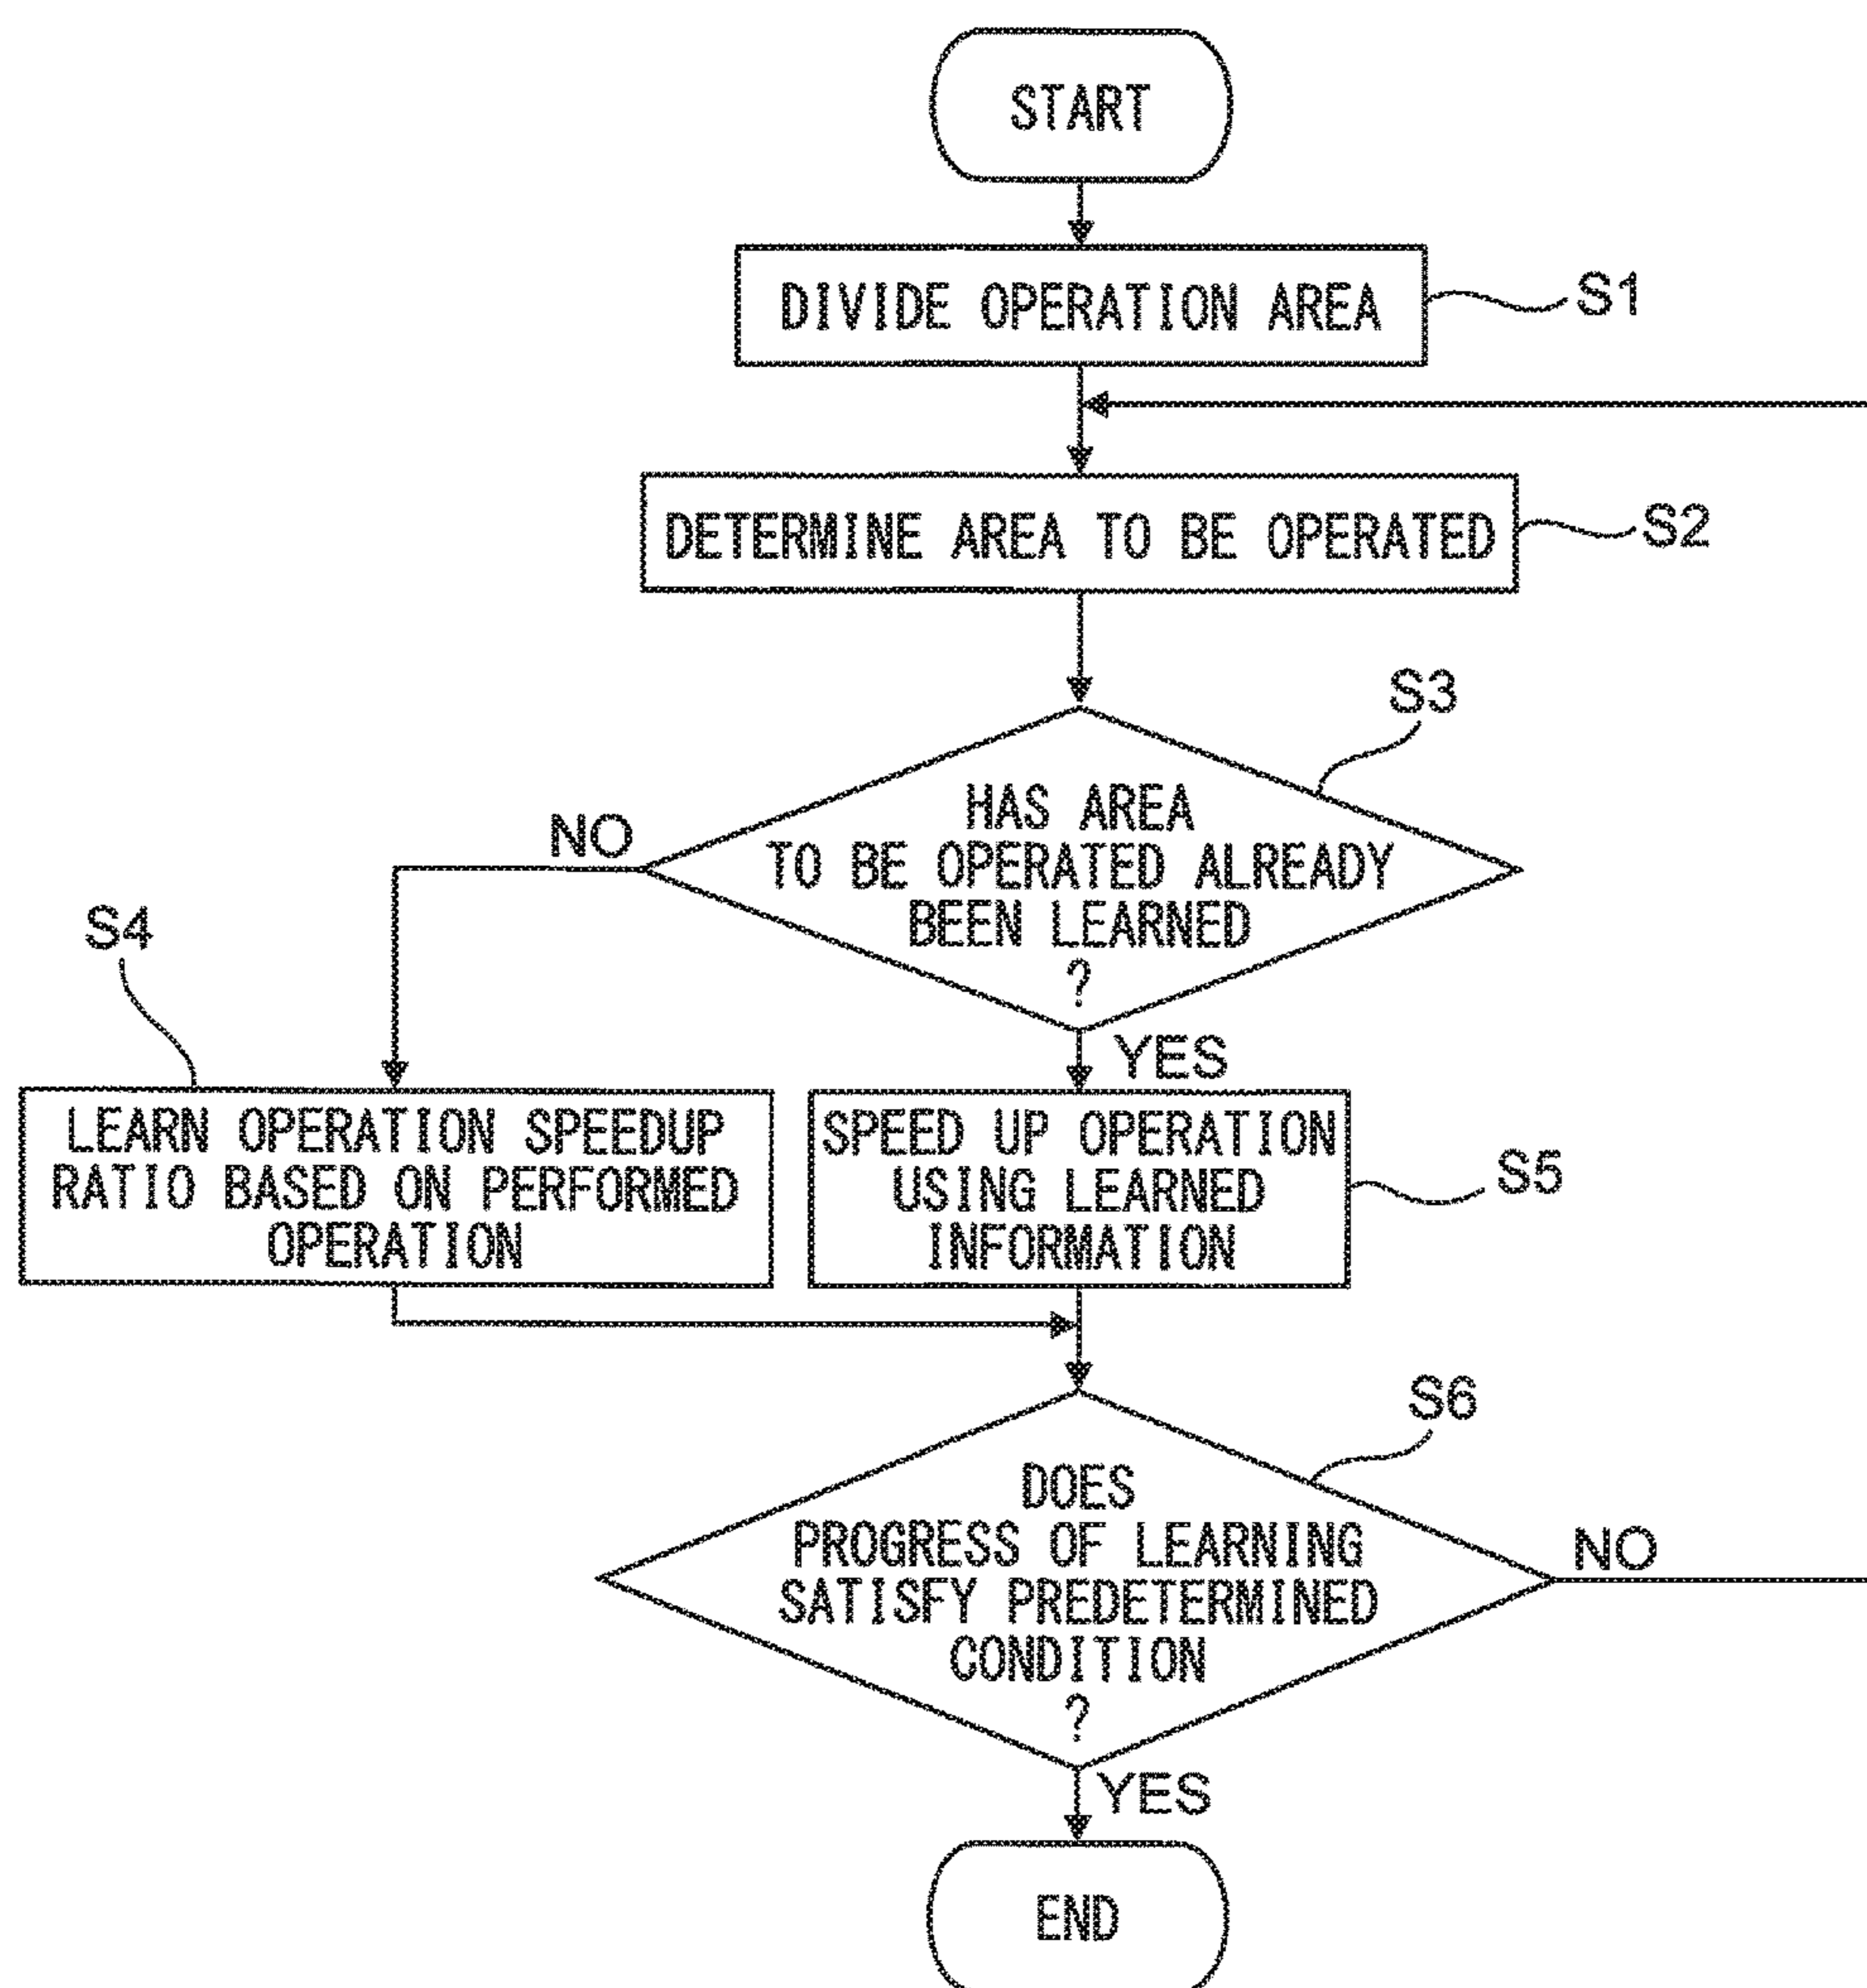 START
DIVIDE OPERATION AREA
S1
DETERMINE AREA TO BE OPERATED
S2
S3
HAS AREA
TO BE OPERATED ALREADY
BEEN LEARNED
?
NO
YES
S4
LEARN OPERATION SPEEDUP
RATIO BASED ON PERFORMED
OPERATION
SPEED UP OPERATION
USING LEARNED
INFORMATION
S5
S6
DOES
PROGRESS OF LEARNING
SATISFY PREDETERMINED
CONDITION
?
NO
YES
END